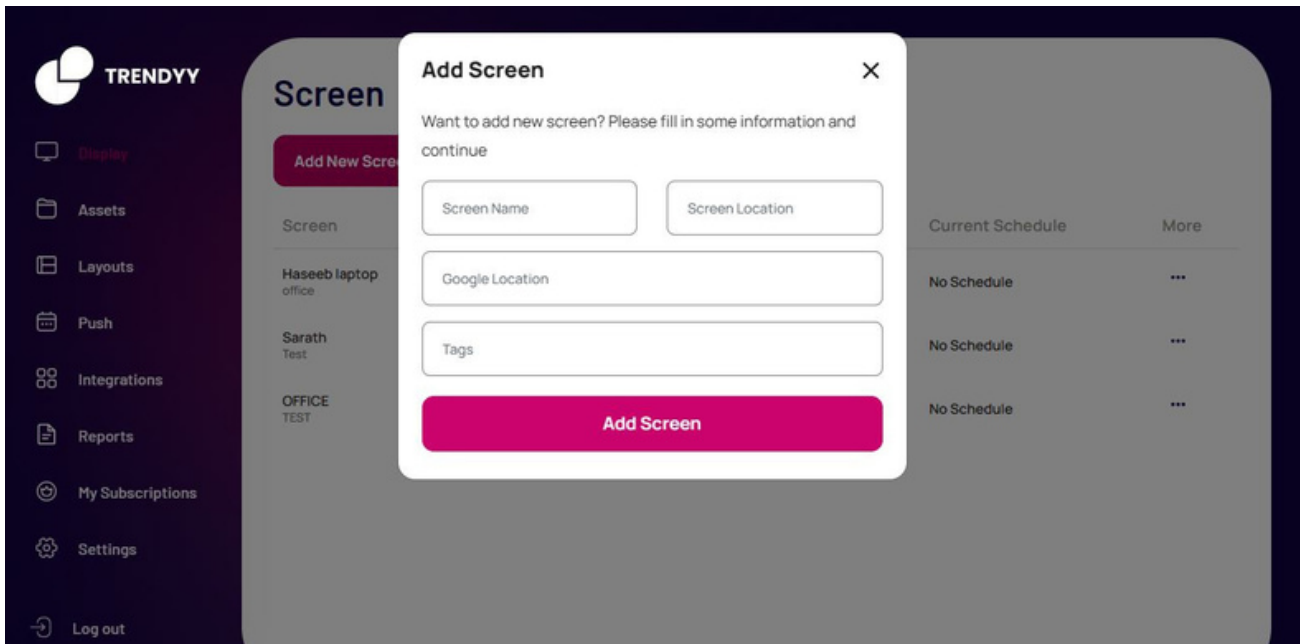 TRENDYY
Display
Assets
Layouts
Push
Integrations
Reports
My Subscriptions
Settings
Log out
Screen
Add New
Screen
Current Schedule
More
Haseeb laptop
office
No Schedule
Sarath
Test
No Schedule
OFFICE
TEST
No Schedule
Add Screen
Want to add new screen? Please fill in some information and
continue
Screen Name
Screen Location
Google Location
Tags
Add Screen